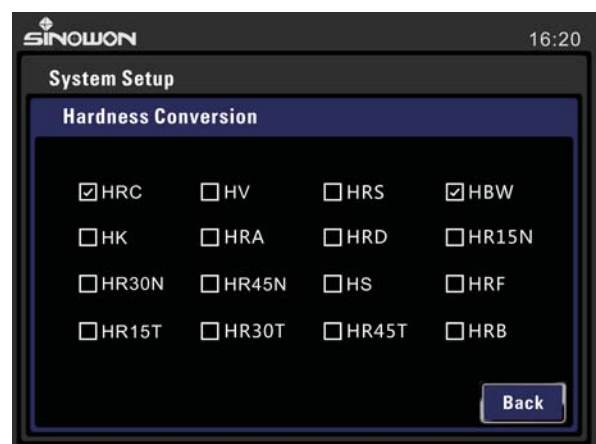 SINOWON 16:20
System Setup
Hardness Conversion
HRC HV HRS HBW
HK HRA HRD HR15N
HR30N HR45N HS HRF
HR15T HR30T HR45T HRB
Back